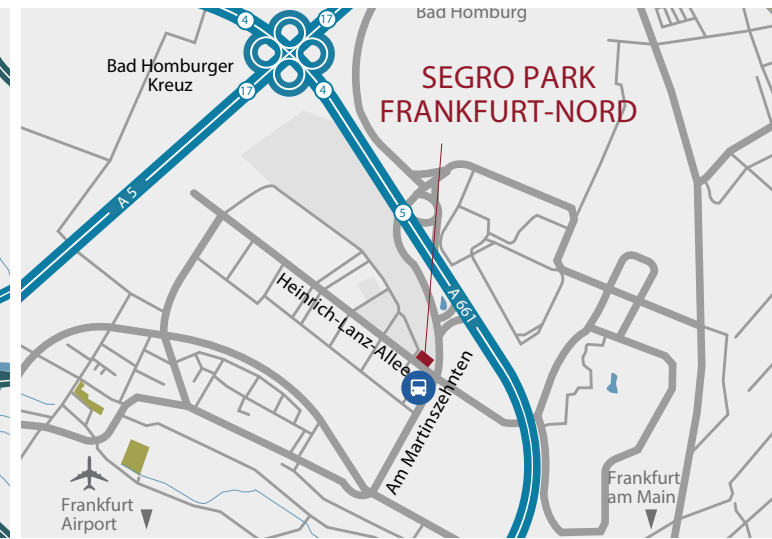 Bad Homburg
4
17
Bad Homburger
Kreuz
17
4
SEGRO PARK
FRANKFURT-NORD
A 5
5
Heinrich-Lanz-Allee
A 661
Am Martinszehnten
Frankfurt
Airport
Frankfurt
am Main